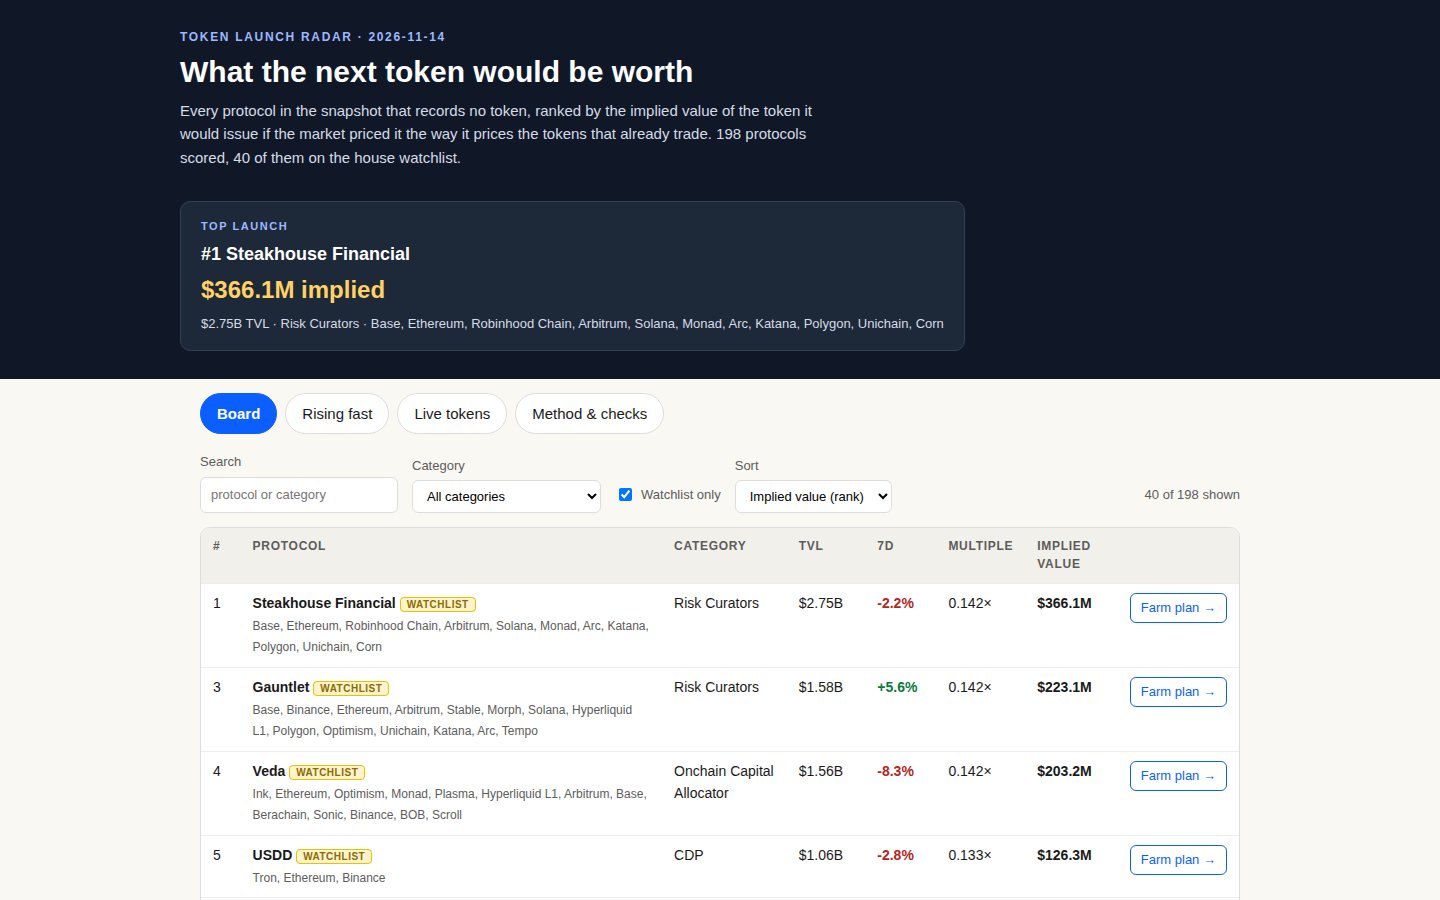 TOKEN LAUNCH RADAR · 2026-11-14
What the next token would be worth
Every protocol in the snapshot that records no token, ranked by the implied value of the token it
would issue if the market priced it the way it prices the tokens that already trade. 198 protocols
scored, 40 of them on the house watchlist.
TOP LAUNCH
#1 Steakhouse Financial
$366.1M implied
$2.75B TVL · Risk Curators · Base, Ethereum, Robinhood Chain, Arbitrum, Solana, Monad, Arc, Katana, Polygon, Unichain, Corn
Board Rising fast Live tokens Method & checks
Search Category Sort
protocol or category All categories Watchlist only Implied value (rank) 40 of 198 shown
# PROTOCOL CATEGORY TVL 7D MULTIPLE IMPLIED
VALUE
1 Steakhouse Financial WATCHLIST Risk Curators $2.75B -2.2% 0.142× $366.1M Farm plan →
Base, Ethereum, Robinhood Chain, Arbitrum, Solana, Monad, Arc, Katana,
Polygon, Unichain, Corn
3 Gauntlet WATCHLIST Risk Curators $1.58B +5.6% 0.142× $223.1M Farm plan →
Base, Binance, Ethereum, Arbitrum, Stable, Morph, Solana, Hyperliquid
L1, Polygon, Optimism, Unichain, Katana, Arc, Tempo
4 Veda WATCHLIST Onchain Capital $1.56B -8.3% 0.142× $203.2M Farm plan →
Ink, Ethereum, Optimism, Monad, Plasma, Hyperliquid L1, Arbitrum, Base, Allocator
Berachain, Sonic, Binance, BOB, Scroll
5 USDD WATCHLIST CDP $1.06B -2.8% 0.133× $126.3M Farm plan →
Tron, Ethereum, Binance